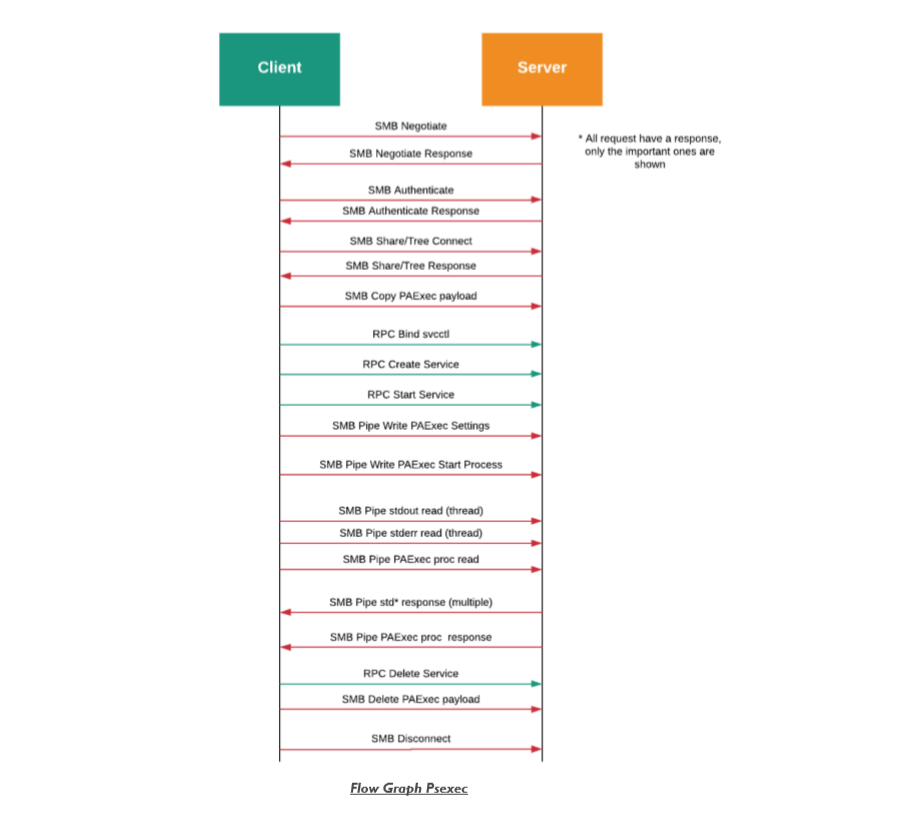 Client
Server
SMB Negotiate
* All request have a response,
only the important ones are
shown
SMB Negotiate Response
SMB Authenticate
SMB Authenticate Response
SMB Share/Tree Connect
SMB Share/Tree Response
SMB Copy PAExec payload
RPC Bind svcctl
RPC Create Service
RPC Start Service
SMB Pipe Write PAExec Settings
SMB Pipe Write PAExec Start Process
SMB Pipe stdout read (thread)
SMB Pipe stderr read (thread)
SMB Pipe PAExec proc read
SMB Pipe std* response (multiple)
SMB Pipe PAExec proc response
RPC Delete Service
SMB Delete PAExec payload
SMB Disconnect
Flow Graph Psexec